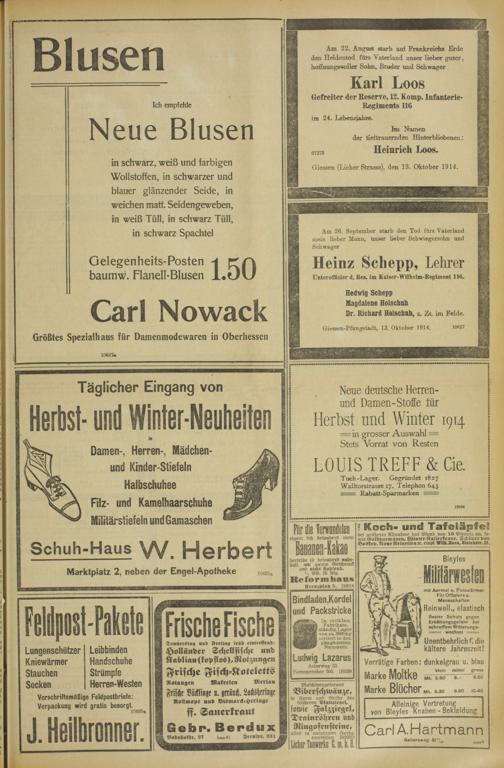 Blusen
Ich empfehle
Neue Blusen
in schwarz, weiß und farbigen
Wollstoffen, in schwarzer und
blauer glänzender Seide, in
weichen matt. Seidengeweben,
in weiß Tüll, in schwarz Tüll,
in schwarz Spachtel
Gelegenheits-Posten
baumw. Flanell-Blusen 1.50
Carl Nowack
Größtes Spezialhaus für Damenmodewaren in Oberhessen
Am 22. August starb auf Frankreichs Erde
den Heldentod fürs Vaterland unser lieber guter,
hoffnungsvoller Sohn, Bruder und Schwager
Karl Loos
Gefreiter der Reserve, 12. Komp. Infanterie-
Regiments 116
im 24. Lebensjahre.
Im Namen
der tieftrauernden Hinterbliebenen:
Heinrich Loos.
Giessen (Licher Strasse), den 13. Oktober 1914.
Am 26. September starb den Tod fürs Vaterland
mein lieber Mann, unser lieber Schwiegersohn und
Schwager
Heinz Schepp, Lehrer
Unteroffizier d. Res. im Kaiser-Wilhelm-Regiment 116.
Hedwig Schepp
Magdalene Holschuh
Dr. Richard Holschuh, z. Zt. im Felde.
Giessen-Pfungstadt, 13. Oktober 1914.
Täglicher Eingang von
Herbst- und Winter-Neuheiten
in
Damen-, Herren-, Mädchen-
und Kinder-Stiefeln
Halbschuhee
Filz- und Kamelhaarschuhe
Militärstiefeln und Gamaschen
Schuh-Haus W. Herbert
Marktplatz 2, neben der Engel-Apotheke
Neue deutsche Herren-
und Damen-Stoffe für
Herbst und Winter 1914
in grosser Auswahl
Stets Vorrat von Resten
LOUIS TREFF & Cie.
Tuch-Lager. Gegründet 1827
Walltorstrasse 17, Telephon 643
Rabatt-Sparmarken
Feldpost-Pakete
Lungenschützer Leibbinden
Kniewärmer Handschuhe
Stauchen Strümpfe
Socken Herren-Westen
Vorschriftsmäßige Feldpostbriefe:
Verpackung wird gratis besorgt.
J. Heilbronner.
Frische Fische
Donnerstag und Freitag früh eintreffend:
Holländer Schellfische und
Kabliau (kopflos), Rotzungen
Frische Fisch-Koteletts
ff. Sauerkraut
Gebr. Berdux
Bahnhofstr. 27
Für die Verwundeten
Bananen-Kakao
Reformhaus
Bindfaden, Kordel
und Packstricke
Ludwig Lazarus
Biberschwänze,
sowie Falzziegel,
Drainröhren und
Ringofensteine,
Licher Tonwerke G. m. b. H.
Koch- und Tafeläpfel
Bleyles
Militärwesten
Reinwoll., elastisch
Unentbehrlich f. die
kältere Jahreszeit!
Vorrätige Farben: dunkelgrau u. blau
Marke Moltke
Marke Blücher
Alleinige Vertretung
von Bleyles Knaben-Bekleidung
Carl A. Hartmann